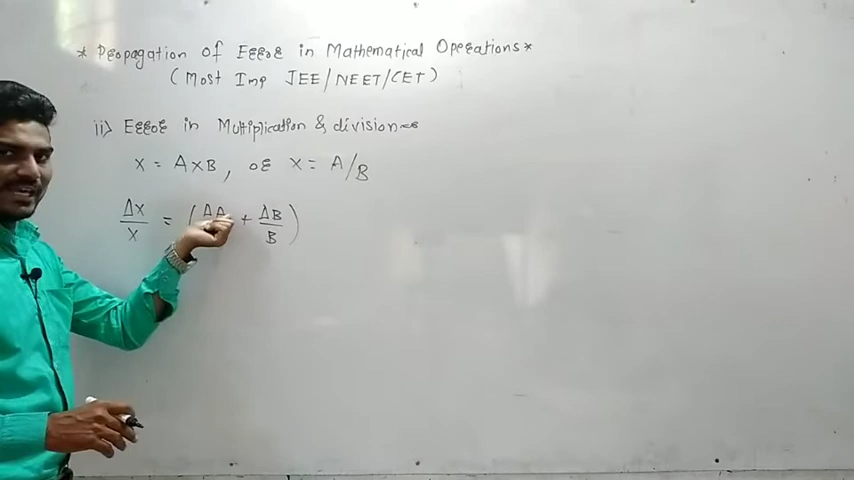 * Propagation of Error in Mathematical Operations *
(Most Imp JEE/NEET/CET)
ii> Error in Multiplication & division
X = A×B, or X = A/B
ΔX/X = (ΔA + ΔB/B)